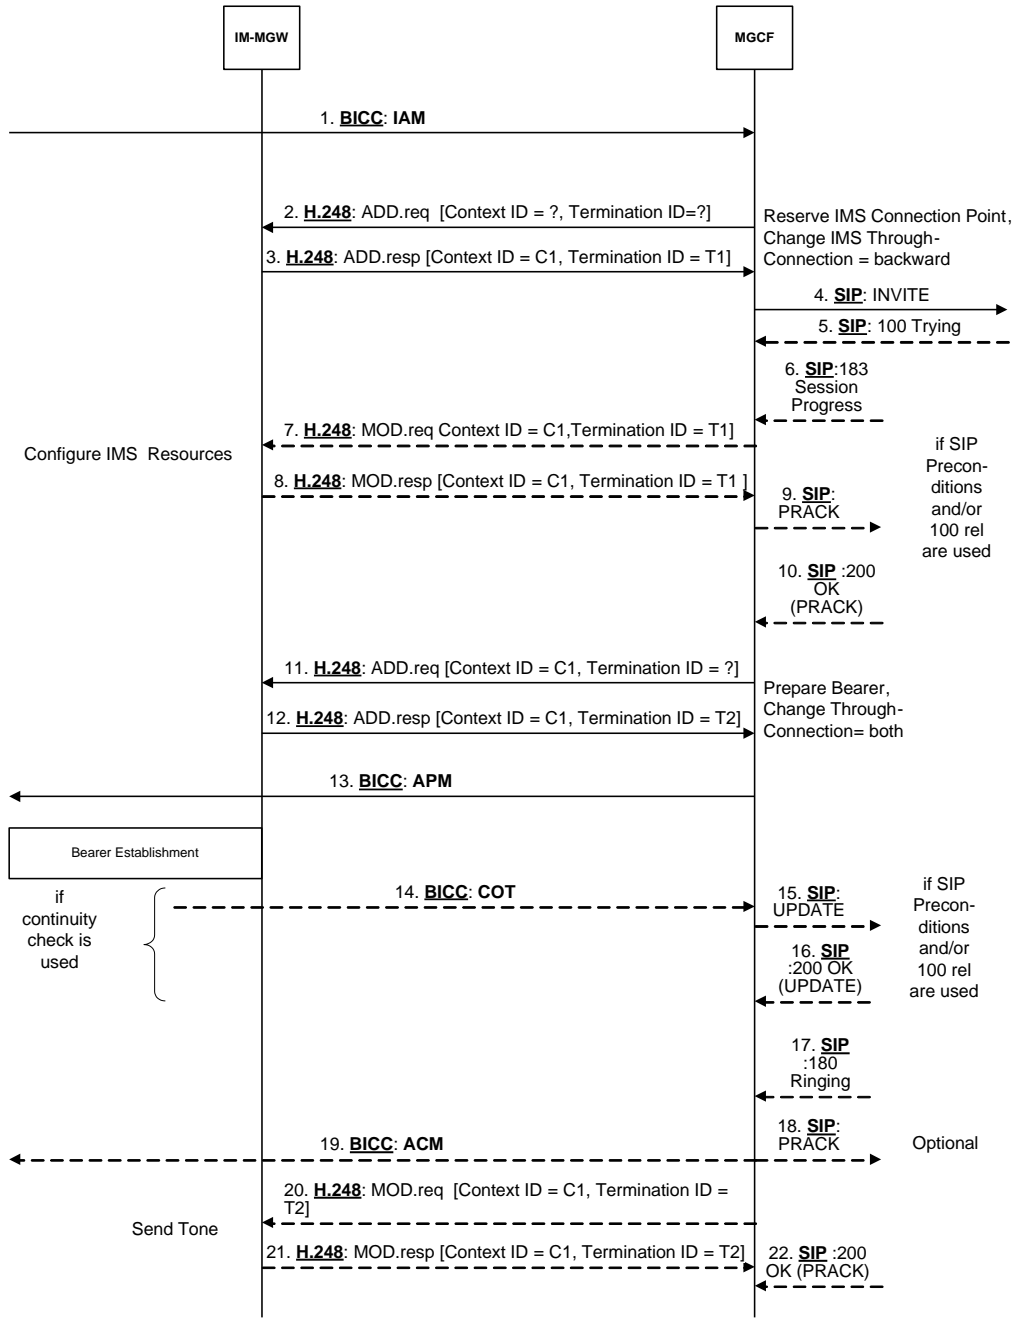 IM-MGW
MGCF
1. BICC: IAM
2. H.248: ADD.req  [Context ID = ?, Termination ID=?]
Reserve IMS Connection Point,
Change IMS Through-
Connection = backward
3. H.248: ADD.resp [Context ID = C1, Termination ID = T1]
4. SIP: INVITE
5. SIP: 100 Trying
6. SIP:183
Session
Progress
7. H.248: MOD.req Context ID = C1,Termination ID = T1]
Configure IMS  Resources
8. H.248: MOD.resp [Context ID = C1, Termination ID = T1 ]
9. SIP:
PRACK
if SIP
Precon-
ditions
and/or
100 rel
are used
10. SIP :200
OK
(PRACK)
11. H.248: ADD.req [Context ID = C1, Termination ID = ?]
Prepare Bearer,
Change Through-
Connection= both
12. H.248: ADD.resp [Context ID = C1, Termination ID = T2]
13. BICC: APM
Bearer Establishment
if
continuity
check is
used
14. BICC: COT
15. SIP:
UPDATE
if SIP
Precon-
ditions
and/or
100 rel
are used
16. SIP
:200 OK
(UPDATE)
17. SIP
:180
Ringing
18. SIP:
PRACK
Optional
19. BICC: ACM
20. H.248: MOD.req  [Context ID = C1, Termination ID =
T2]
Send Tone
21. H.248: MOD.resp [Context ID = C1, Termination ID = T2]
22. SIP :200
OK (PRACK)